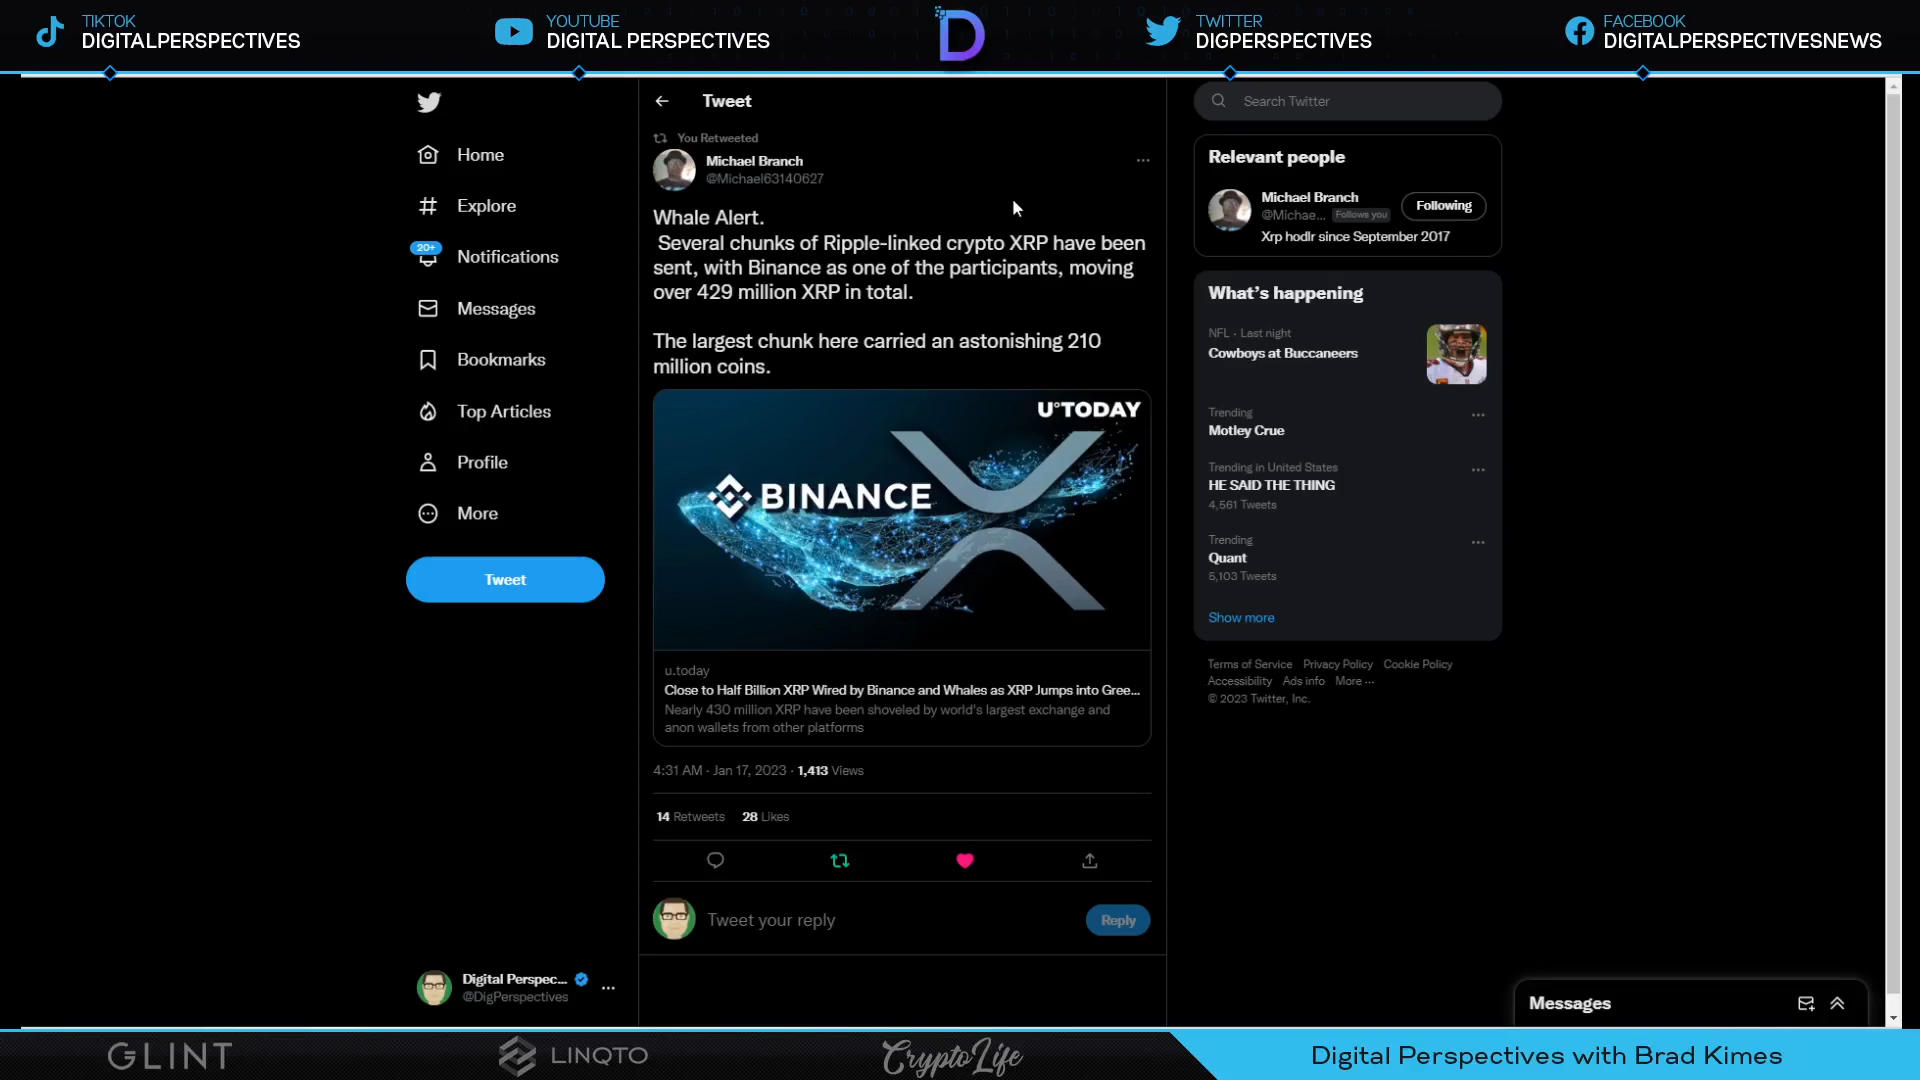 TIKTOK
DIGITALPERSPECTIVES
YOUTUBE
DIGITAL PERSPECTIVES
D
TWITTER
DIGPERSPECTIVES
FACEBOOK
DIGITALPERSPECTIVESNEWS
Home
Explore
20+
Notifications
Messages
Bookmarks
Top Articles
Profile
More
Tweet
Digital Perspec...
@DigPerspectives
Tweet
You Retweeted
Michael Branch
@Michael63140627
Whale Alert.
Several chunks of Ripple-linked crypto XRP have been
sent, with Binance as one of the participants, moving
over 429 million XRP in total.
The largest chunk here carried an astonishing 210
million coins.
U°TODAY
BINANCE
u.today
Close to Half Billion XRP Wired by Binance and Whales as XRP Jumps into Gree...
Nearly 430 million XRP have been shoveled by world's largest exchange and
anon wallets from other platforms
4:31 AM · Jan 17, 2023 · 1,413 Views
14 Retweets 28 Likes
Tweet your reply
Reply
Search Twitter
Relevant people
Michael Branch
@Michae... Follows you
Following
Xrp hodlr since September 2017
What's happening
NFL · Last night
Cowboys at Buccaneers
Trending
Motley Crue
Trending in United States
HE SAID THE THING
4,561 Tweets
Trending
Quant
5,103 Tweets
Show more
Terms of Service Privacy Policy Cookie Policy
Accessibility Ads info More ...
© 2023 Twitter, Inc.
Messages
GLINT
LINQTO
CryptoLife
Digital Perspectives with Brad Kimes